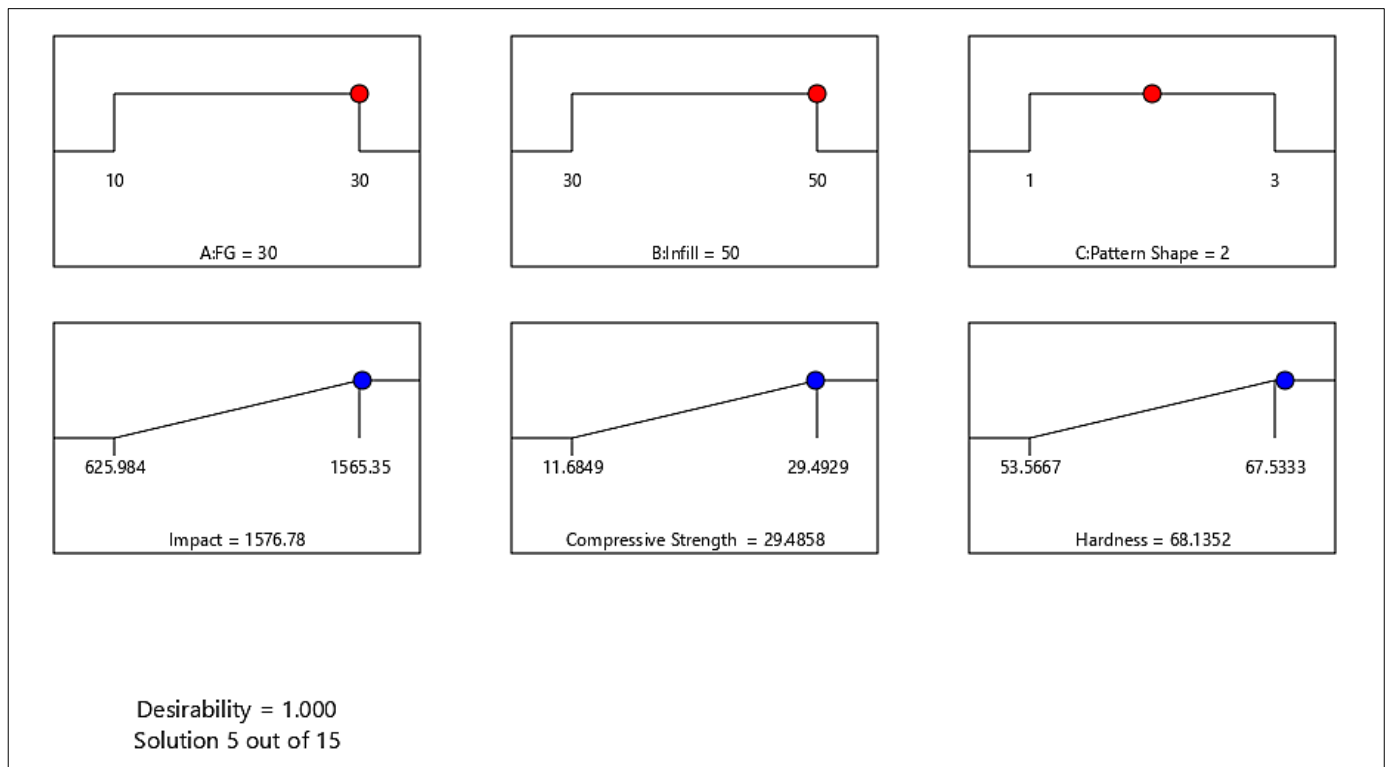 10 30
A:FG = 30
30 50
B:Infill = 50
1 3
C:Pattern Shape = 2
625.984 1565.35
Impact = 1576.78
11.6849 29.4929
Compressive Strength = 29.4858
53.5667 67.5333
Hardness = 68.1352
Desirability = 1.000
Solution 5 out of 15